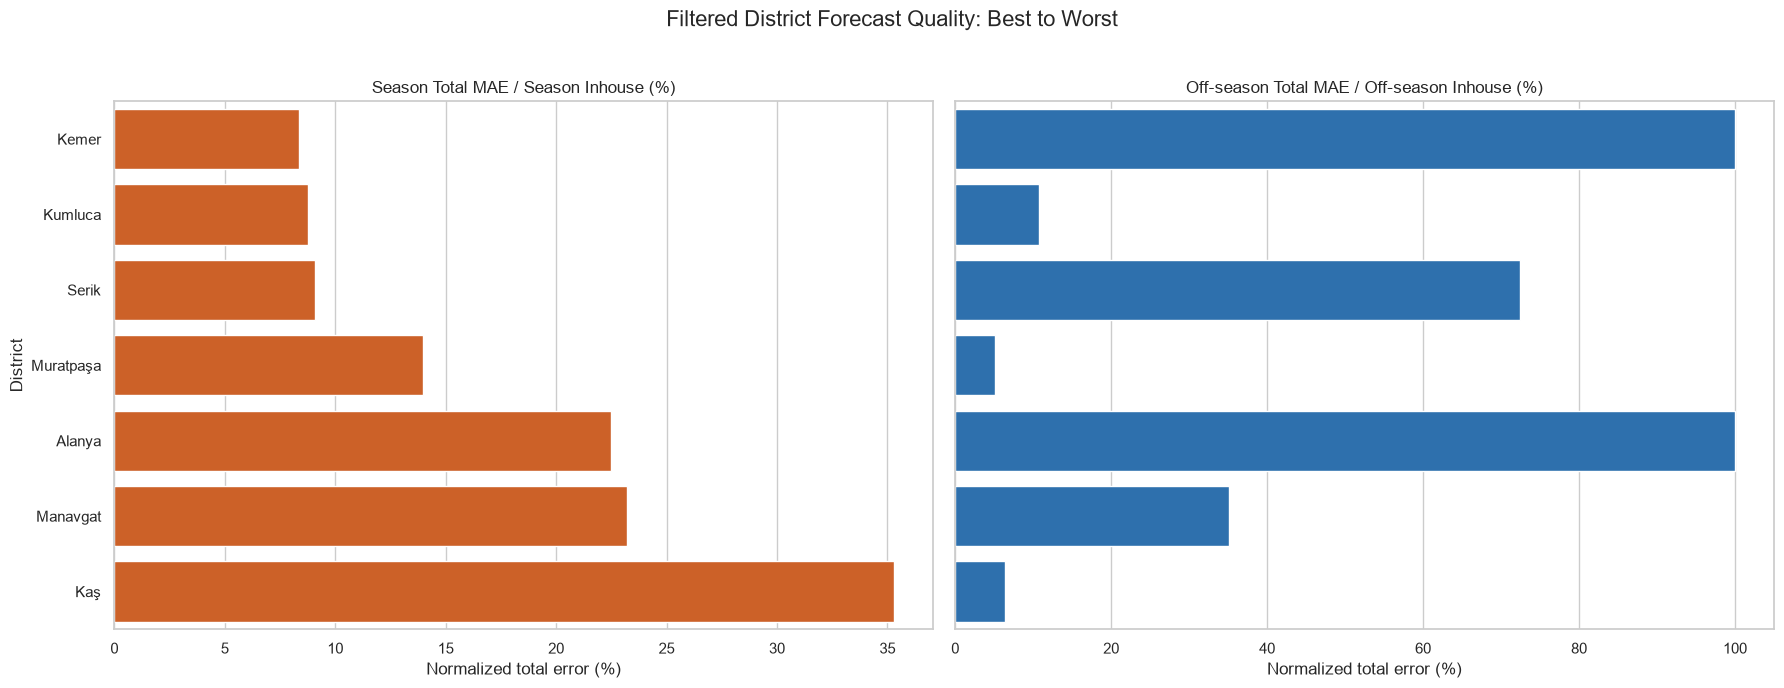 Filtered District Forecast Quality: Best to Worst
Season Total MAE / Season Inhouse (%)
District
Kemer
Kumluca
Serik
Muratpaşa
Alanya
Manavgat
Kaş
0 5 10 15 20 25 30 35
Normalized total error (%)
Off-season Total MAE / Off-season Inhouse (%)
0 20 40 60 80 100
Normalized total error (%)